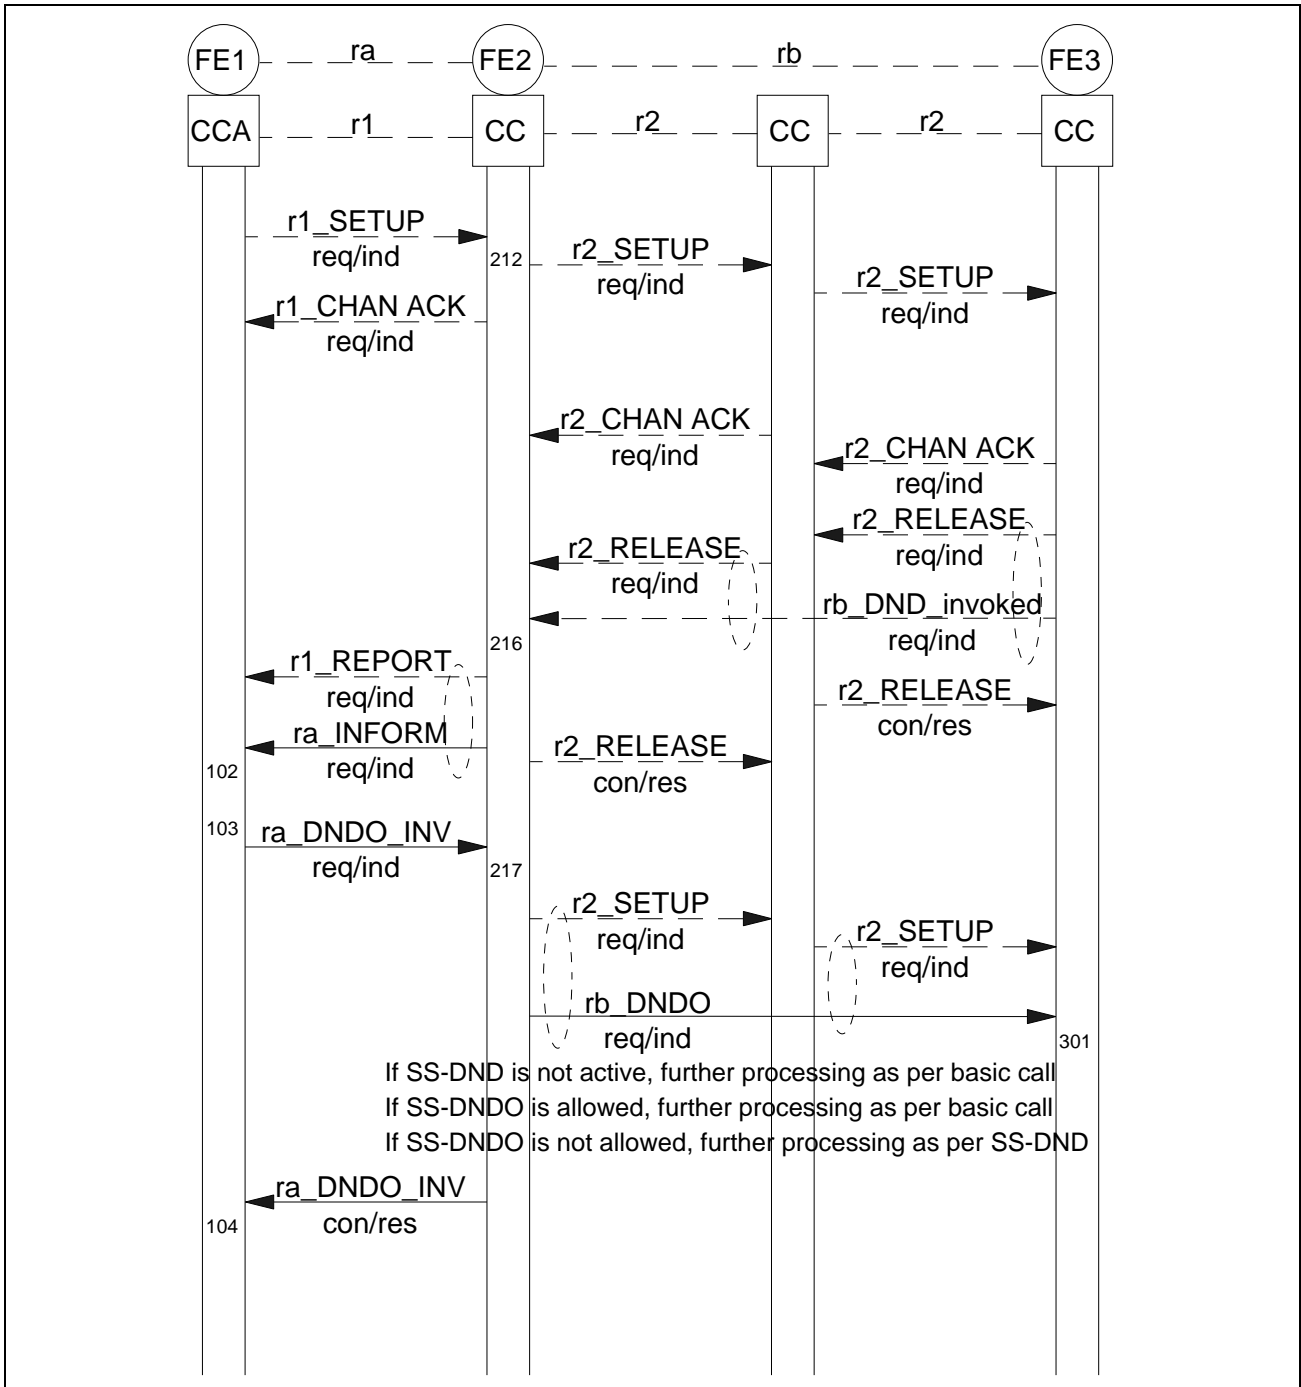 FE1 ra FE2 rb FE3
CCA r1 CC r2 CC r2 CC
r1_SETUP
req/ind
212
r2_SETUP
req/ind
r2_SETUP
req/ind
r1_CHAN ACK
req/ind
r2_CHAN ACK
req/ind
r2_CHAN ACK
req/ind
r2_RELEASE
req/ind
r2_RELEASE
req/ind
rb_DND_invoked
req/ind
216
r1_REPORT
req/ind
r2_RELEASE
con/res
ra_INFORM
req/ind
102
r2_RELEASE
con/res
103
ra_DNDO_INV
req/ind
217
r2_SETUP
req/ind
r2_SETUP
req/ind
rb_DNDO
req/ind
301
If SS-DND is not active, further processing as per basic call
If SS-DNDO is allowed, further processing as per basic call
If SS-DNDO is not allowed, further processing as per SS-DND
ra_DNDO_INV
con/res
104